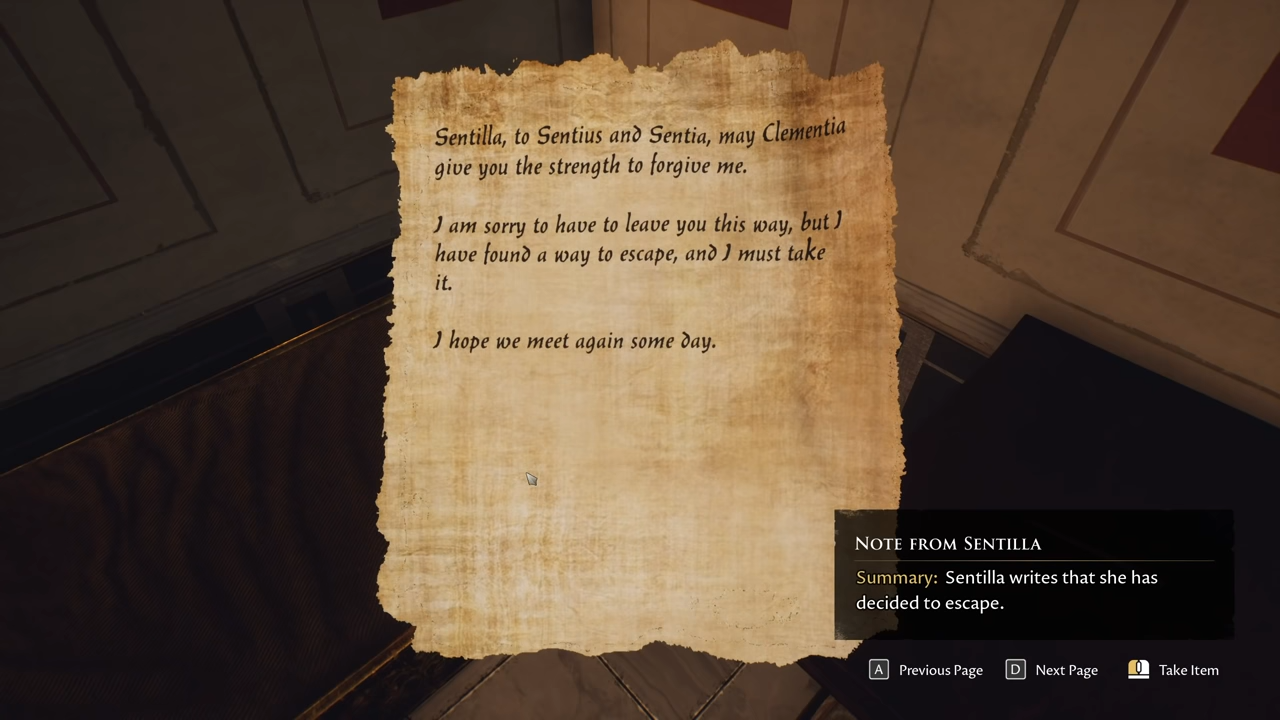 Sentilla, to Sentius and Sentia, may Clementia
give you the strength to forgive me.
I am sorry to have to leave you this way, but I
have found a way to escape, and I must take
it.
I hope we meet again some day.
Note from Sentilla
Summary: Sentilla writes that she has
decided to escape.
A Previous Page D Next Page Take Item